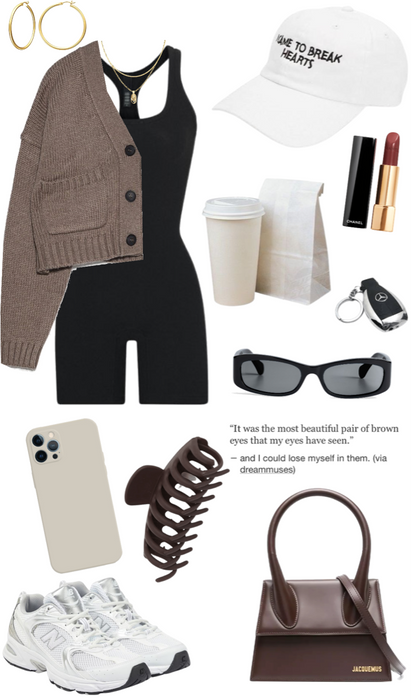 CAME TO BREAK
HEARTS
CHANEL
"It was the most beautiful pair of brown
eyes that my eyes have seen."
— and I could lose myself in them. (via
dreammuses)
JACQUEMUS